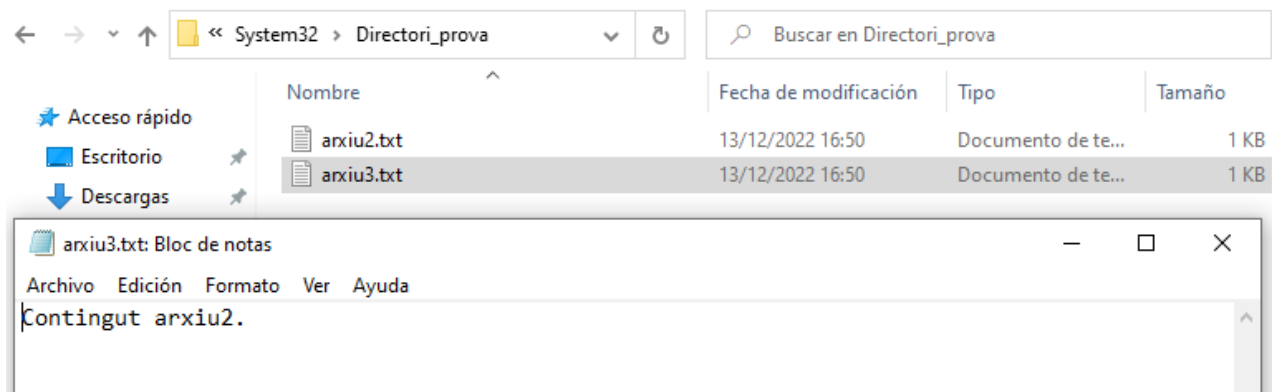 « System32 › Directori_prova
Buscar en Directori_prova
Nombre Fecha de modificación Tipo Tamaño
Acceso rápido
arxiu2.txt 13/12/2022 16:50 Documento de te... 1 KB
Escritorio
arxiu3.txt 13/12/2022 16:50 Documento de te... 1 KB
Descargas
arxiu3.txt: Bloc de notas
Archivo Edición Formato Ver Ayuda
Contingut arxiu2.